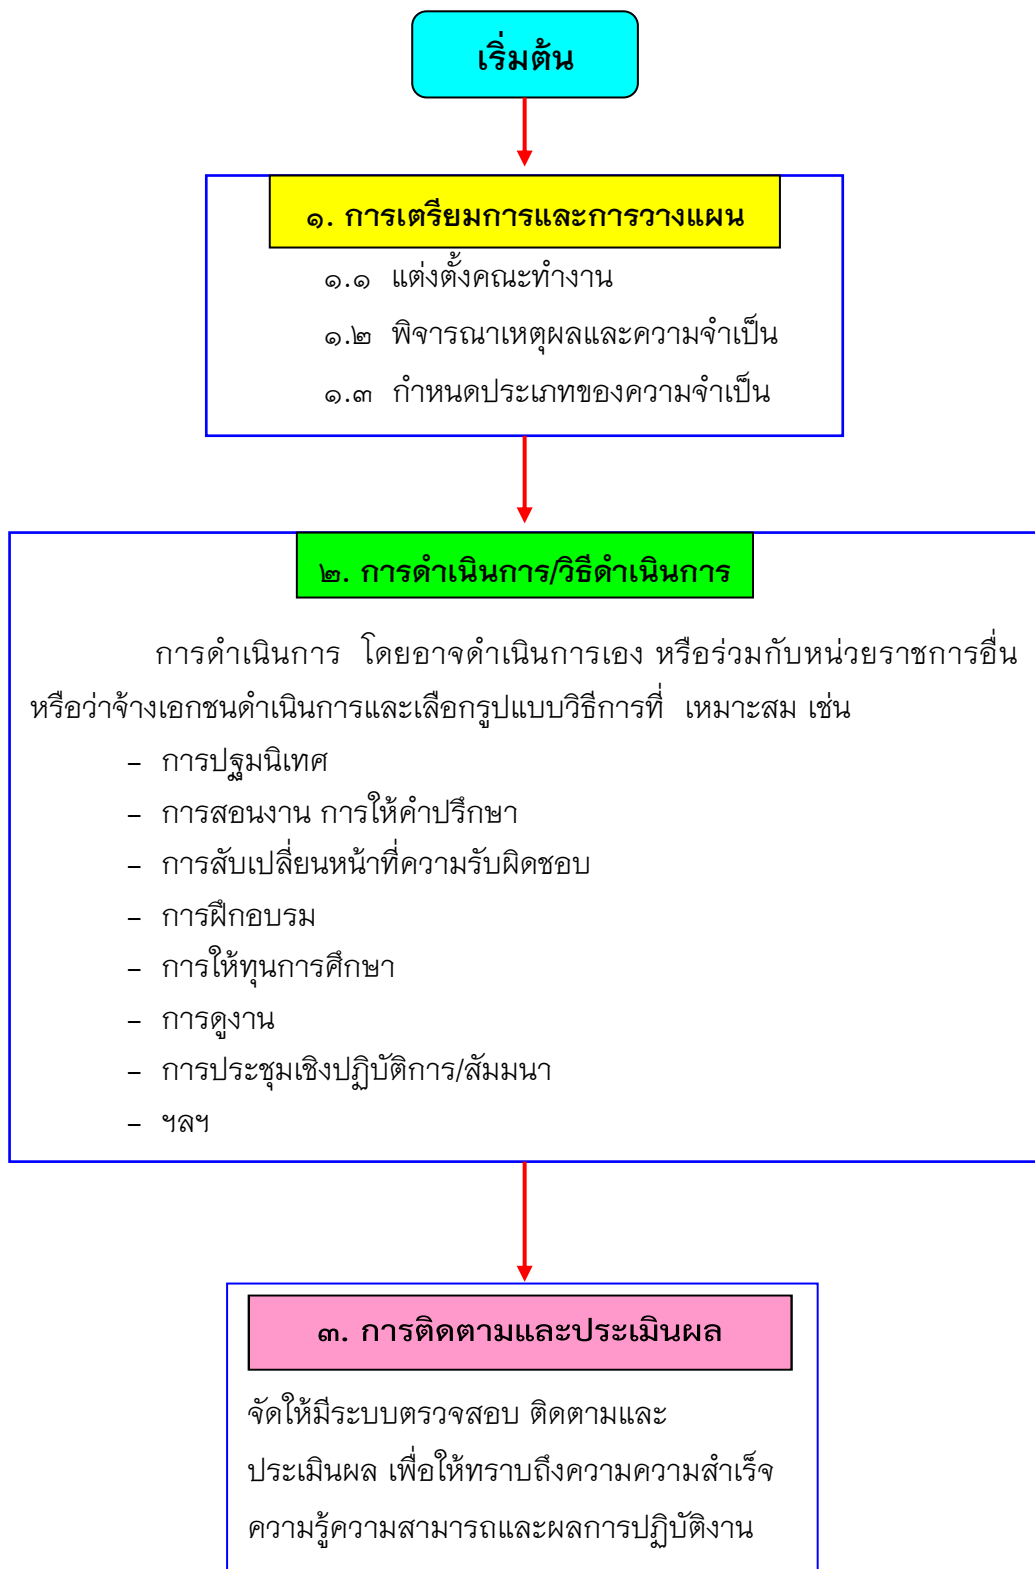 เริ่มต้น
๑. การเตรียมการและการวางแผน
๑.๑ แต่งตั้งคณะทำงาน
๑.๒ พิจารณาเหตุผลและความจำเป็น
๑.๓ กำหนดประเภทของความจำเป็น
๒. การดำเนินการ/วิธีดำเนินการ
การดำเนินการ โดยอาจดำเนินการเอง หรือร่วมกับหน่วยราชการอื่น
หรือว่าจ้างเอกชนดำเนินการและเลือกรูปแบบวิธีการที่ เหมาะสม เช่น
- การปฐมนิเทศ
- การสอนงาน การให้คำปรึกษา
- การสับเปลี่ยนหน้าที่ความรับผิดชอบ
- การฝึกอบรม
- การให้ทุนการศึกษา
- การดูงาน
- การประชุมเชิงปฏิบัติการ/สัมมนา
- ฯลฯ
๓. การติดตามและประเมินผล
จัดให้มีระบบตรวจสอบ ติดตามและ
ประเมินผล เพื่อให้ทราบถึงความความสำเร็จ
ความรู้ความสามารถและผลการปฏิบัติงาน